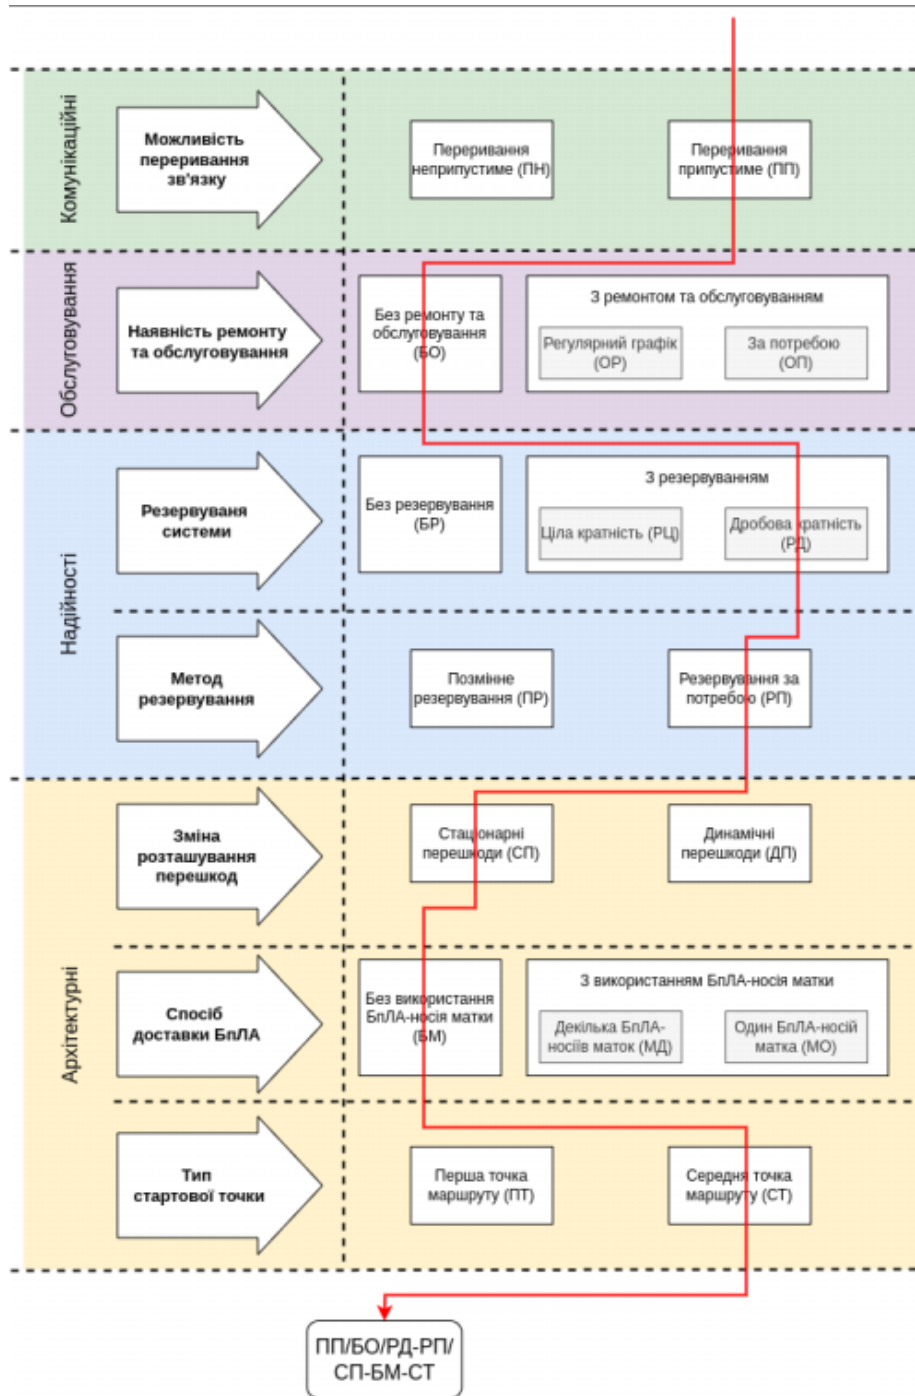 Комунікаційні
Можливість
переривання
зв'язку
Переривання
неприпустиме (ПН)
Переривання
припустиме (ПП)
Обслуговування
Наявність ремонту
та обслуговування
Без ремонту та
обслуговування
(БО)
З ремонтом та обслуговуванням
Регулярний графік
(ОР)
За потребою
(ОП)
Надійності
Резервуваня
системи
Без резервування
(БР)
З резервуванням
Ціла кратність (РЦ)
Дробова кратність
(РД)
Метод
резервування
Позмінне
резервування (ПР)
Резервування за
потребою (РП)
Архітектурні
Зміна
розташування
перешкод
Стаціонарні
перешкоди (СП)
Динамічні
перешкоди (ДП)
Спосіб
доставки БпЛА
Без використання
БпЛА-носія матки
(БМ)
З використанням БпЛА-носія матки
Декілька БпЛА-
носіїв маток (МД)
Один БпЛА-носій
матка (МО)
Тип
стартової точки
Перша точка
маршруту (ПТ)
Середня точка
маршруту (СТ)
ПП/БО/РД-РП/
СП-БМ-СТ